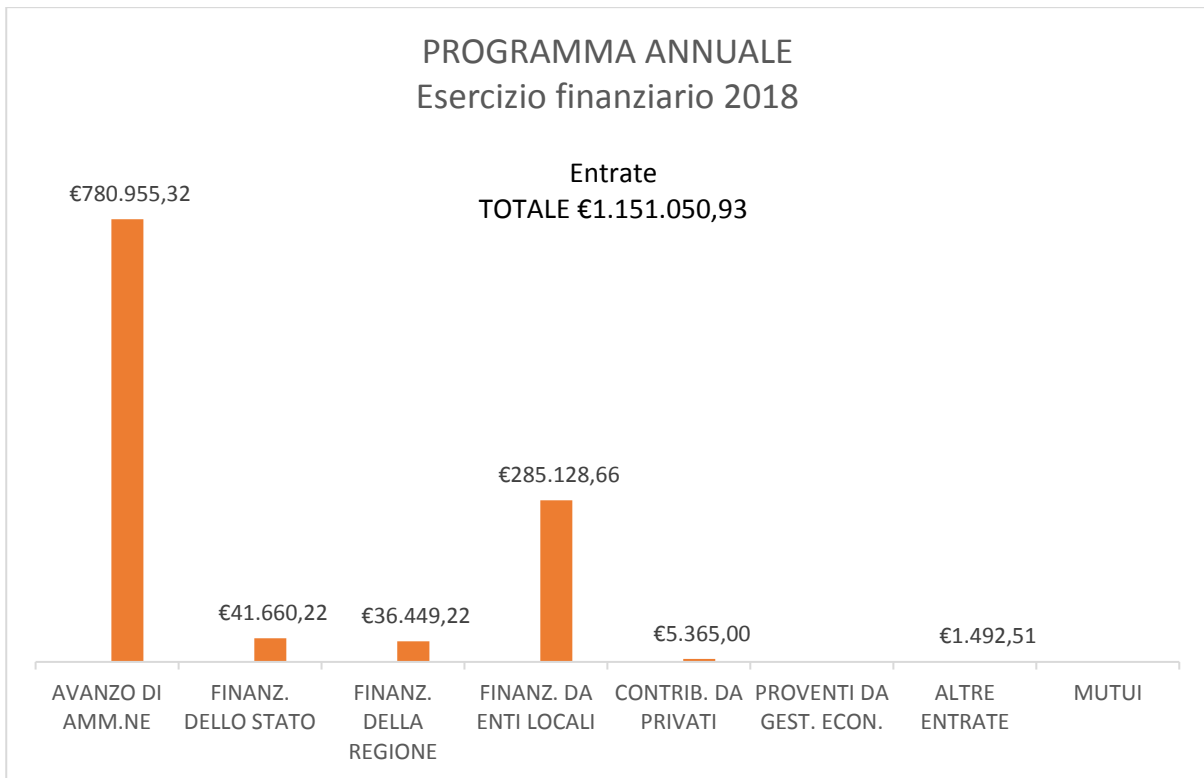 PROGRAMMA ANNUALE
Esercizio finanziario 2018
Entrate
TOTALE €1.151.050,93
€780.955,32
€41.660,22
€36.449,22
€285.128,66
€5.365,00
€1.492,51
AVANZO DI
AMM.NE
FINANZ.
DELLO STATO
FINANZ.
DELLA
REGIONE
FINANZ. DA
ENTI LOCALI
CONTRIB. DA
PRIVATI
PROVENTI DA
GEST. ECON.
ALTRE
ENTRATE
MUTUI